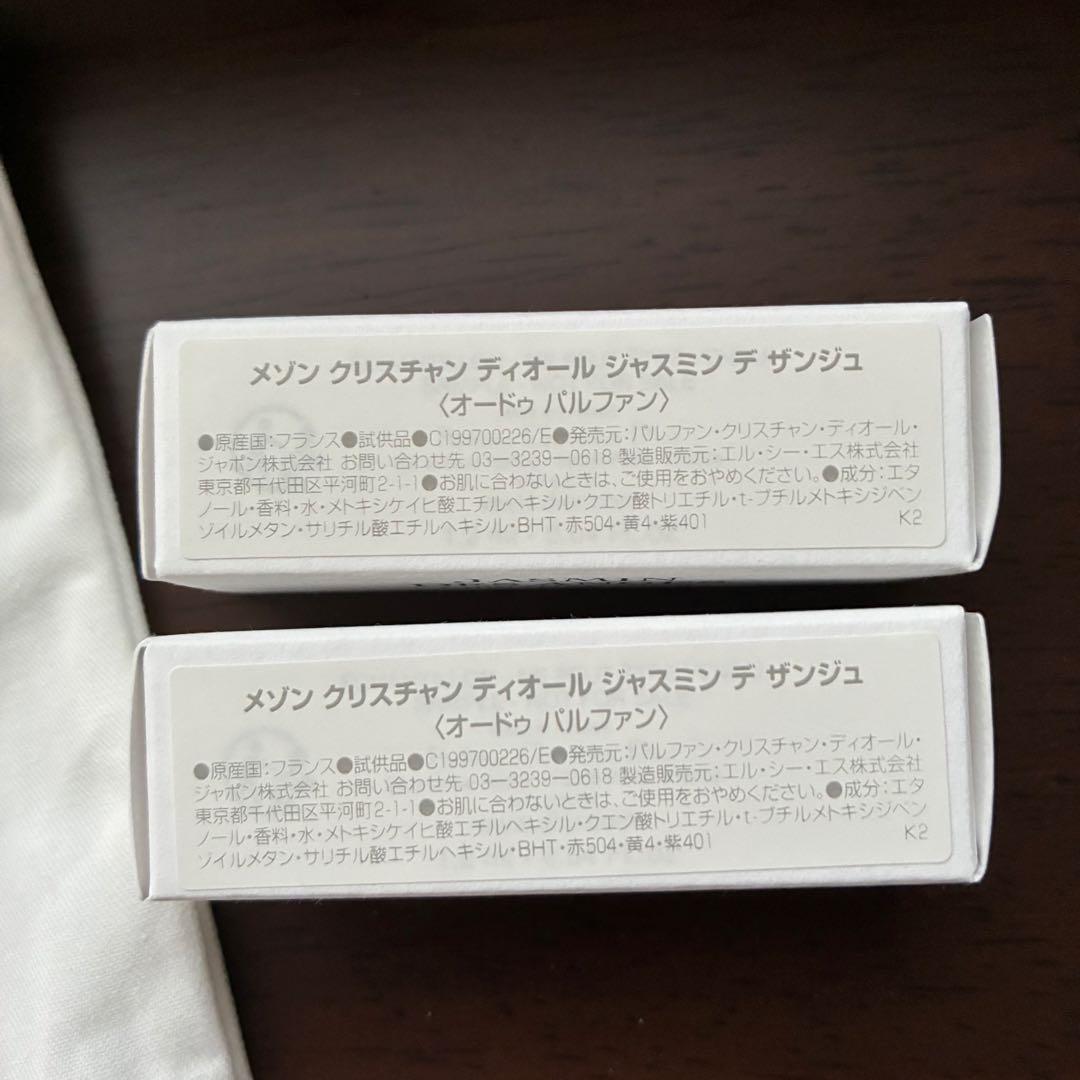 メゾン クリスチャン ディオール ジャスミン デ ザンジュ
〈オードゥ パルファン〉
●原産国:フランス●試供品●C199700226/E●発売元:パルファン・クリスチャン・ディオール・
ジャポン株式会社 お問い合わせ先 03-3239-0618 製造販売元:エル・シー・エス株式会社
東京都千代田区平河町2-1-1●お肌に合わないときは、ご使用をおやめください。●成分:エタ
ノール・香料・水・メトキシケイヒ酸エチルヘキシル・クエン酸トリエチル・t-ブチルメトキシジベン
ゾイルメタン・サリチル酸エチルヘキシル・BHT・赤504・黄4・紫401 K2
JASMIN
メゾン クリスチャン ディオール ジャスミン デ ザンジュ
〈オードゥ パルファン〉
●原産国:フランス●試供品●C199700226/E●発売元:パルファン・クリスチャン・ディオール・
ジャポン株式会社 お問い合わせ先 03-3239-0618 製造販売元:エル・シー・エス株式会社
東京都千代田区平河町2-1-1●お肌に合わないときは、ご使用をおやめください。●成分:エタ
ノール・香料・水・メトキシケイヒ酸エチルヘキシル・クエン酸トリエチル・t-ブチルメトキシジベン
ゾイルメタン・サリチル酸エチルヘキシル・BHT・赤504・黄4・紫401 K2